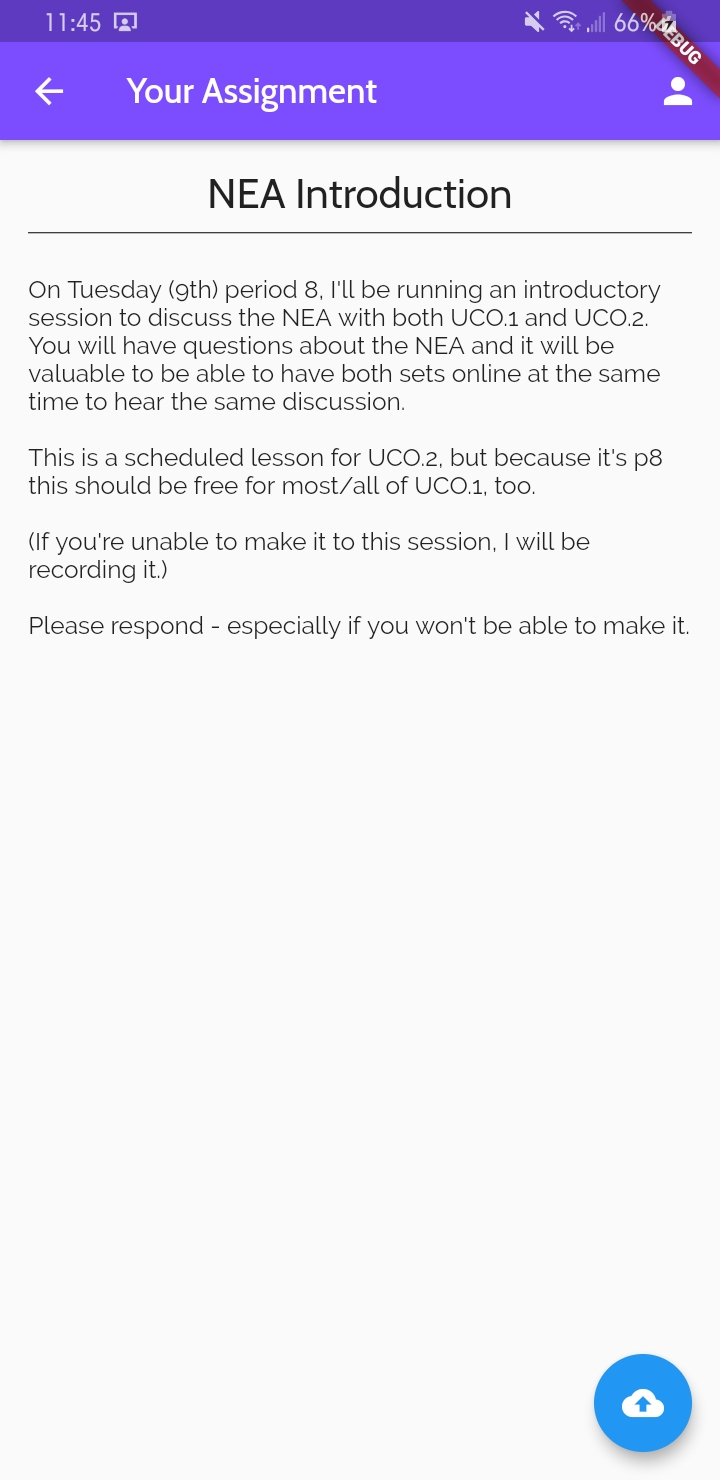 11:45
66%
DEBUG
Your Assignment
NEA Introduction
On Tuesday (9th) period 8, I'll be running an introductory
session to discuss the NEA with both UCO.1 and UCO.2.
You will have questions about the NEA and it will be
valuable to be able to have both sets online at the same
time to hear the same discussion.
This is a scheduled lesson for UCO.2, but because it's p8
this should be free for most/all of UCO.1, too.
(If you're unable to make it to this session, I will be
recording it.)
Please respond - especially if you won't be able to make it.